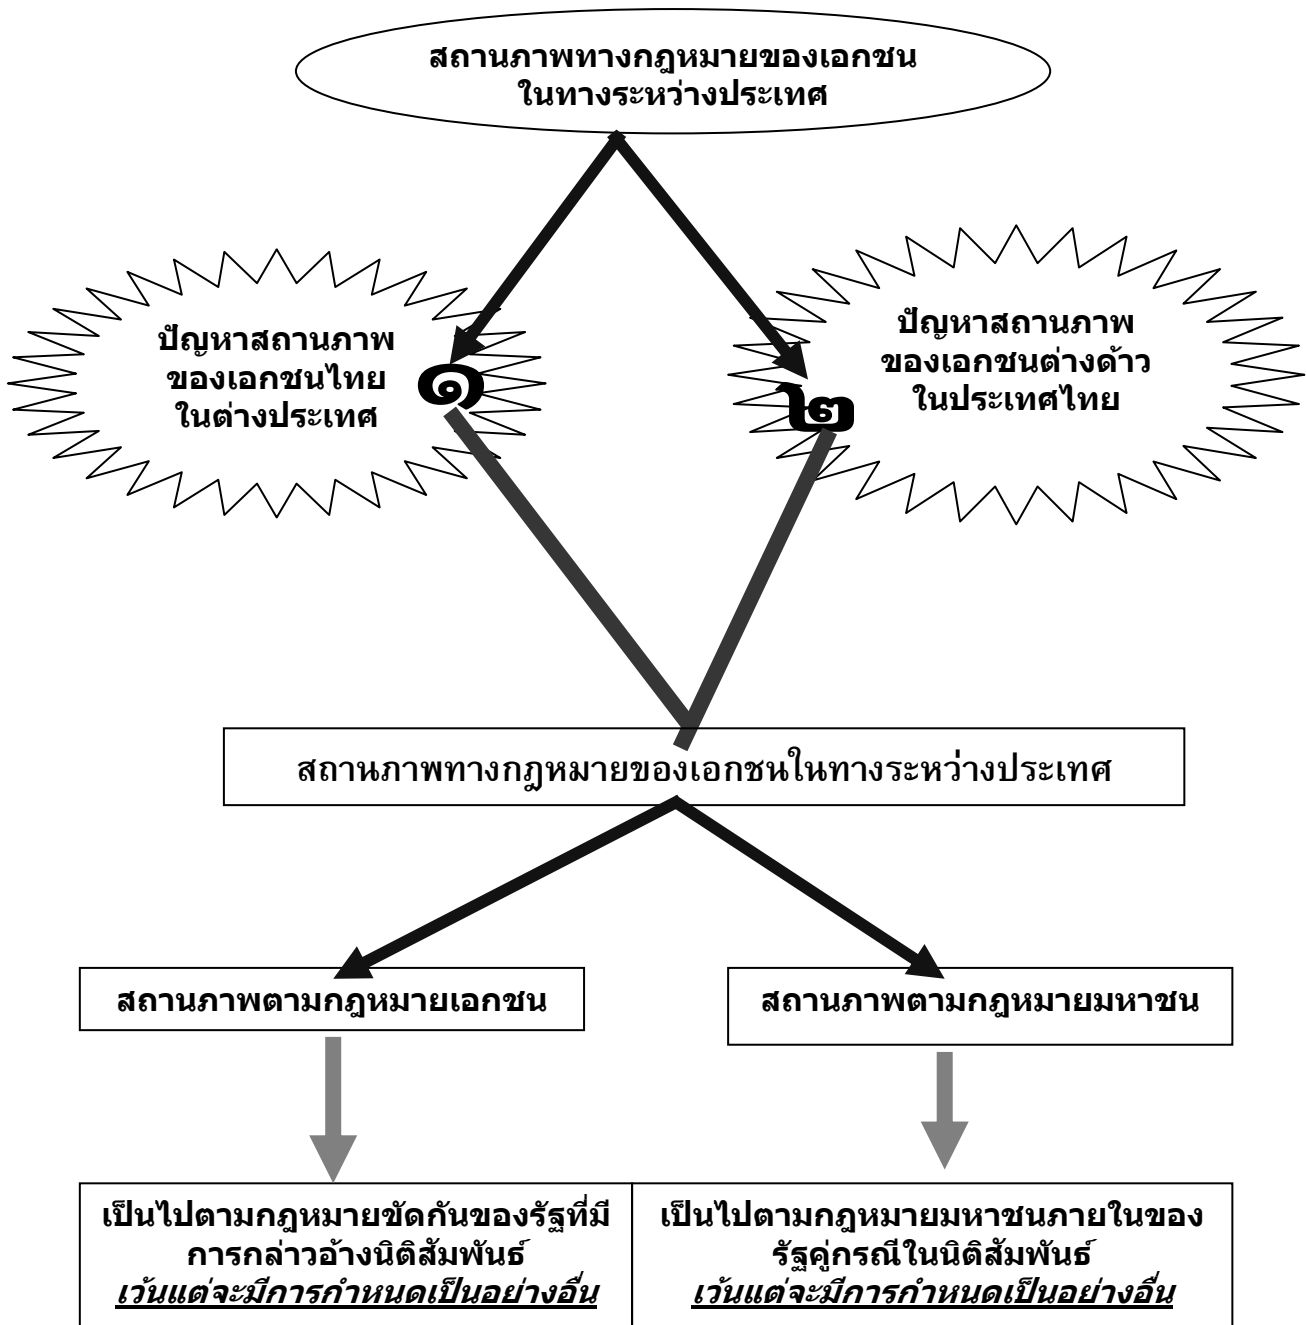 สถานภาพทางกฎหมายของเอกชน
ในทางระหว่างประเทศ
ปัญหาสถานภาพ
ของเอกชนไทย
ในต่างประเทศ
๑
ปัญหาสถานภาพ
ของเอกชนต่างด้าว
ในประเทศไทย
๒
สถานภาพทางกฎหมายของเอกชนในทางระหว่างประเทศ
สถานภาพตามกฎหมายเอกชน
สถานภาพตามกฎหมายมหาชน
เป็นไปตามกฎหมายขัดกันของรัฐที่มี
การกล่าวอ้างนิติสัมพันธ์
เว้นแต่จะมีการกำหนดเป็นอย่างอื่น
เป็นไปตามกฎหมายมหาชนภายในของ
รัฐคู่กรณีในนิติสัมพันธ์
เว้นแต่จะมีการกำหนดเป็นอย่างอื่น